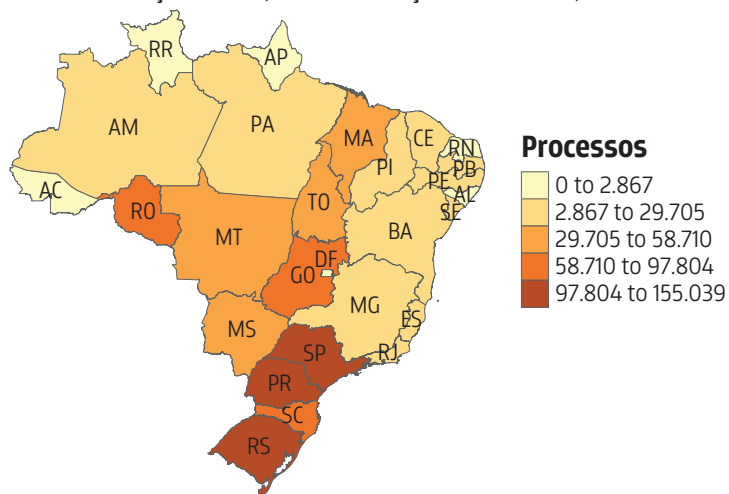 RR
AP
AM
PA
MA
CE
RN
PI
PB
PE
AC
AL
RO
TO
SE
MT
BA
DF
GO
MG
MS
ES
SP
RJ
PR
SC
RS
Processos
0 to 2.867
2.867 to 29.705
29.705 to 58.710
58.710 to 97.804
97.804 to 155.039